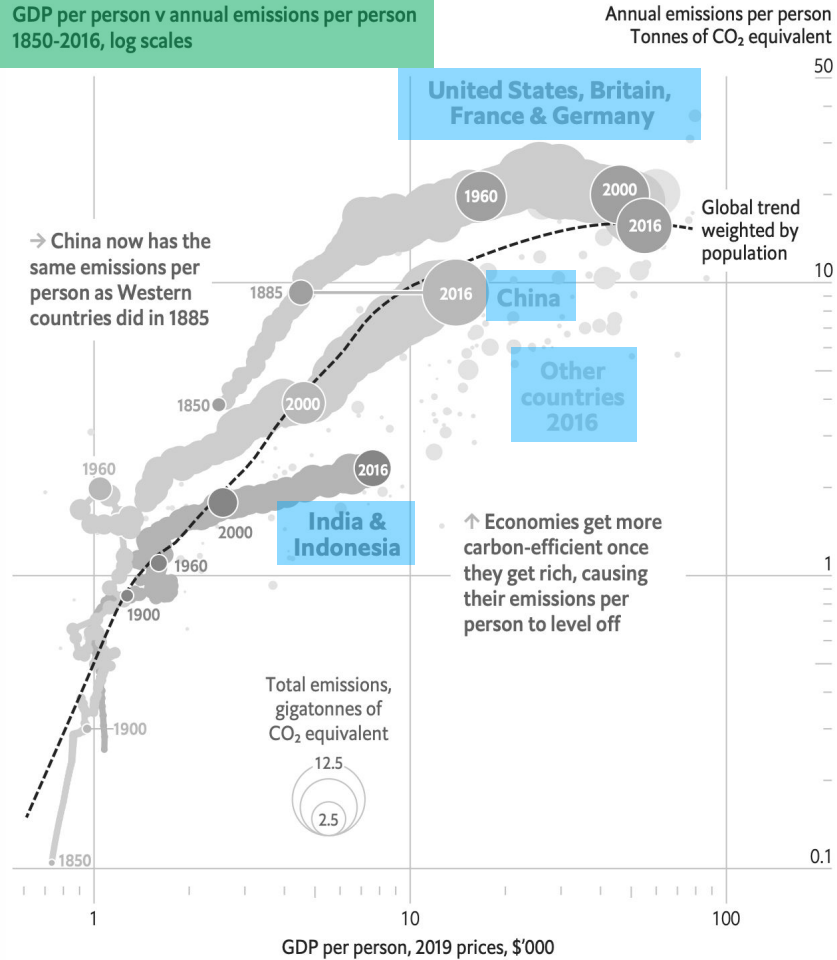 GDP per person v annual emissions per person
1850-2016, log scales
Annual emissions per person
Tonnes of CO₂ equivalent
50
United States, Britain,
France & Germany
1960
2000
2016
Global trend
weighted by
population
→ China now has the
same emissions per
person as Western
countries did in 1885
10
1885
2016
China
Other
countries
2016
1850
2000
1960
2016
2000
India &
Indonesia
↑ Economies get more
carbon-efficient once
they get rich, causing
their emissions per
person to level off
1960
1
1900
Total emissions,
gigatonnes of
CO₂ equivalent
12.5
2.5
1900
1850
0.1
1
10
100
GDP per person, 2019 prices, $'000